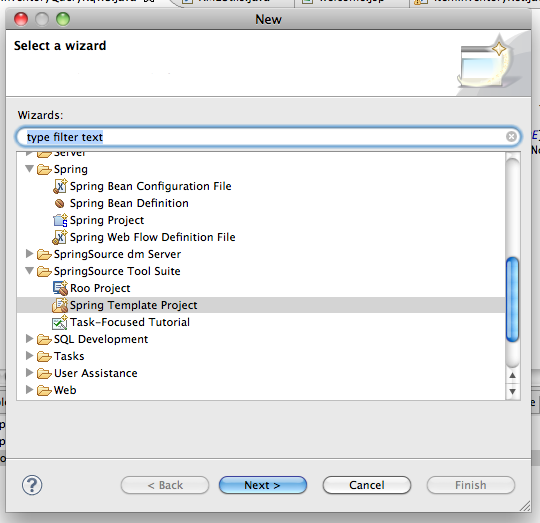 New
Select a wizard
Wizards:
type filter text
Server
Spring
Spring Bean Configuration File
Spring Bean Definition
Spring Project
Spring Web Flow Definition File
SpringSource dm Server
SpringSource Tool Suite
Roo Project
Spring Template Project
Task-Focused Tutorial
SQL Development
Tasks
User Assistance
Web
?
< Back
Next >
Cancel
Finish